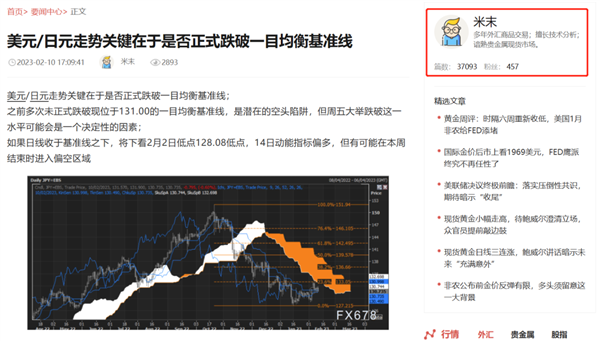 首页> 要闻中心> 正文
美元/日元走势关键在于是否正式跌破一目均衡基准线
2023-02-10 17:09:41 米末 2893
美元/日元走势关键在于是否正式跌破一目均衡基准线；
之前多次未正式跌破现位于131.00的一目均衡基准线，是潜在的空头陷阱，但周五大举跌破这一
水平可能会是一个决定性的因素；
如果日线收于基准线之下，将下看2月2日低点128.08低点，14日动能指标偏多，但有可能在本周
结束时进入偏空区域
Daily JPY=EBS
Price
FX678
米末
多年外汇商品交易；擅长技术分析；
谙熟贵金属现货市场。
篇数： 37093 粉丝： 457
精选文章
黄金周评：时隔六周重新收低，美国1月
非农给FED添堵
国际金价后市上看1969美元，FED鹰派
终究不再任性了
美联储决议终极前瞻：落实压倒性共识，
期待暗示“收尾”
现货黄金小幅走高，待鲍威尔澄清立场，
众官员提前敲边鼓
现货黄金日线三连涨，鲍威尔讲话暗示未
来“充满意外”
非农公布前金价反弹有限，多头须留意这
一大背景
行情 外汇 贵金属 股指